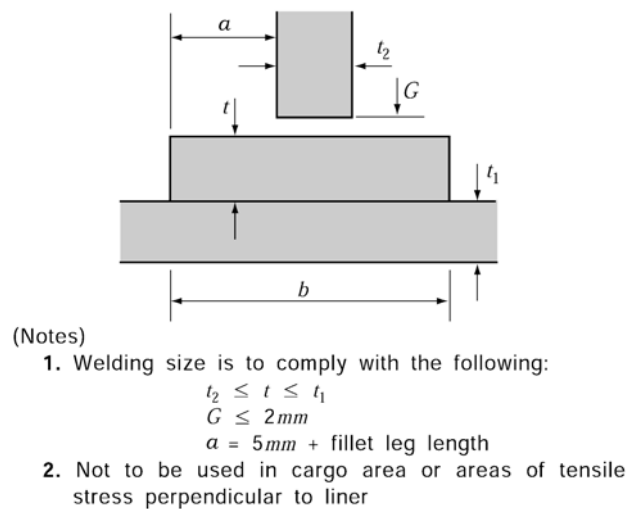 a
t₂
G
t
t₁
b
(Notes)
1. Welding size is to comply with the following:
t₂ ≤ t ≤ t₁
G ≤ 2mm
a = 5mm + fillet leg length
2. Not to be used in cargo area or areas of tensile
stress perpendicular to liner